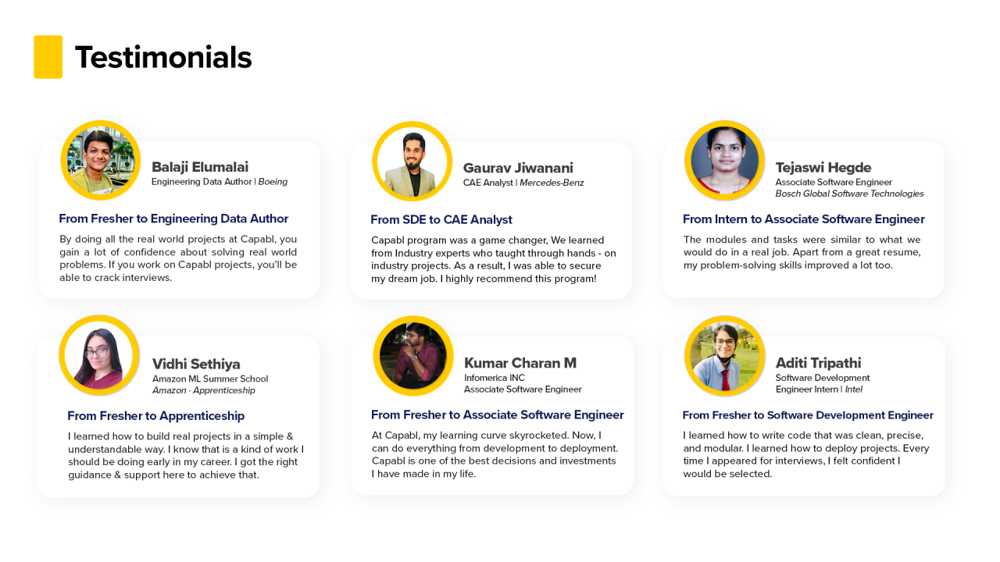 Testimonials
Balaji Elumalai
Engineering Data Author | Boeing
From Fresher to Engineering Data Author
By doing all the real world projects at Capabl, you
gain a lot of confidence about solving real world
problems. If you work on Capabl projects, you'll be
able to crack interviews.
Gaurav Jiwanani
CAE Analyst | Mercedes-Benz
From SDE to CAE Analyst
Capabl program was a game changer, We learned
from Industry experts who taught through hands - on
industry projects. As a result, I was able to secure
my dream job. I highly recommend this program!
Tejaswi Hegde
Associate Software Engineer
Bosch Global Software Technologies
From Intern to Associate Software Engineer
The modules and tasks were similar to what we
would do in a real job. Apart from a great resume,
my problem-solving skills improved a lot too.
Vidhi Sethiya
Amazon ML Summer School
Amazon · Apprenticeship
From Fresher to Apprenticeship
I learned how to build real projects in a simple &
understandable way. I know that is a kind of work I
should be doing early in my career. I got the right
guidance & support here to achieve that.
Kumar Charan M
Infomerica INC
Associate Software Engineer
From Fresher to Associate Software Engineer
At Capabl, my learning curve skyrocketed. Now, I
can do everything from development to deployment.
Capabl is one of the best decisions and investments
I have made in my life.
Aditi Tripathi
Software Development
Engineer Intern | Intel
From Fresher to Software Development Engineer
I learned how to write code that was clean, precise,
and modular. I learned how to deploy projects. Every
time I appeared for interviews, I felt confident I
would be selected.